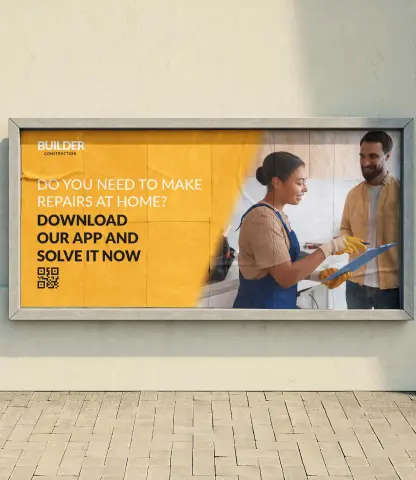 BUILDER
CONSTRUCTION
DO YOU NEED TO MAKE
REPAIRS AT HOME?
DOWNLOAD
OUR APP AND
SOLVE IT NOW